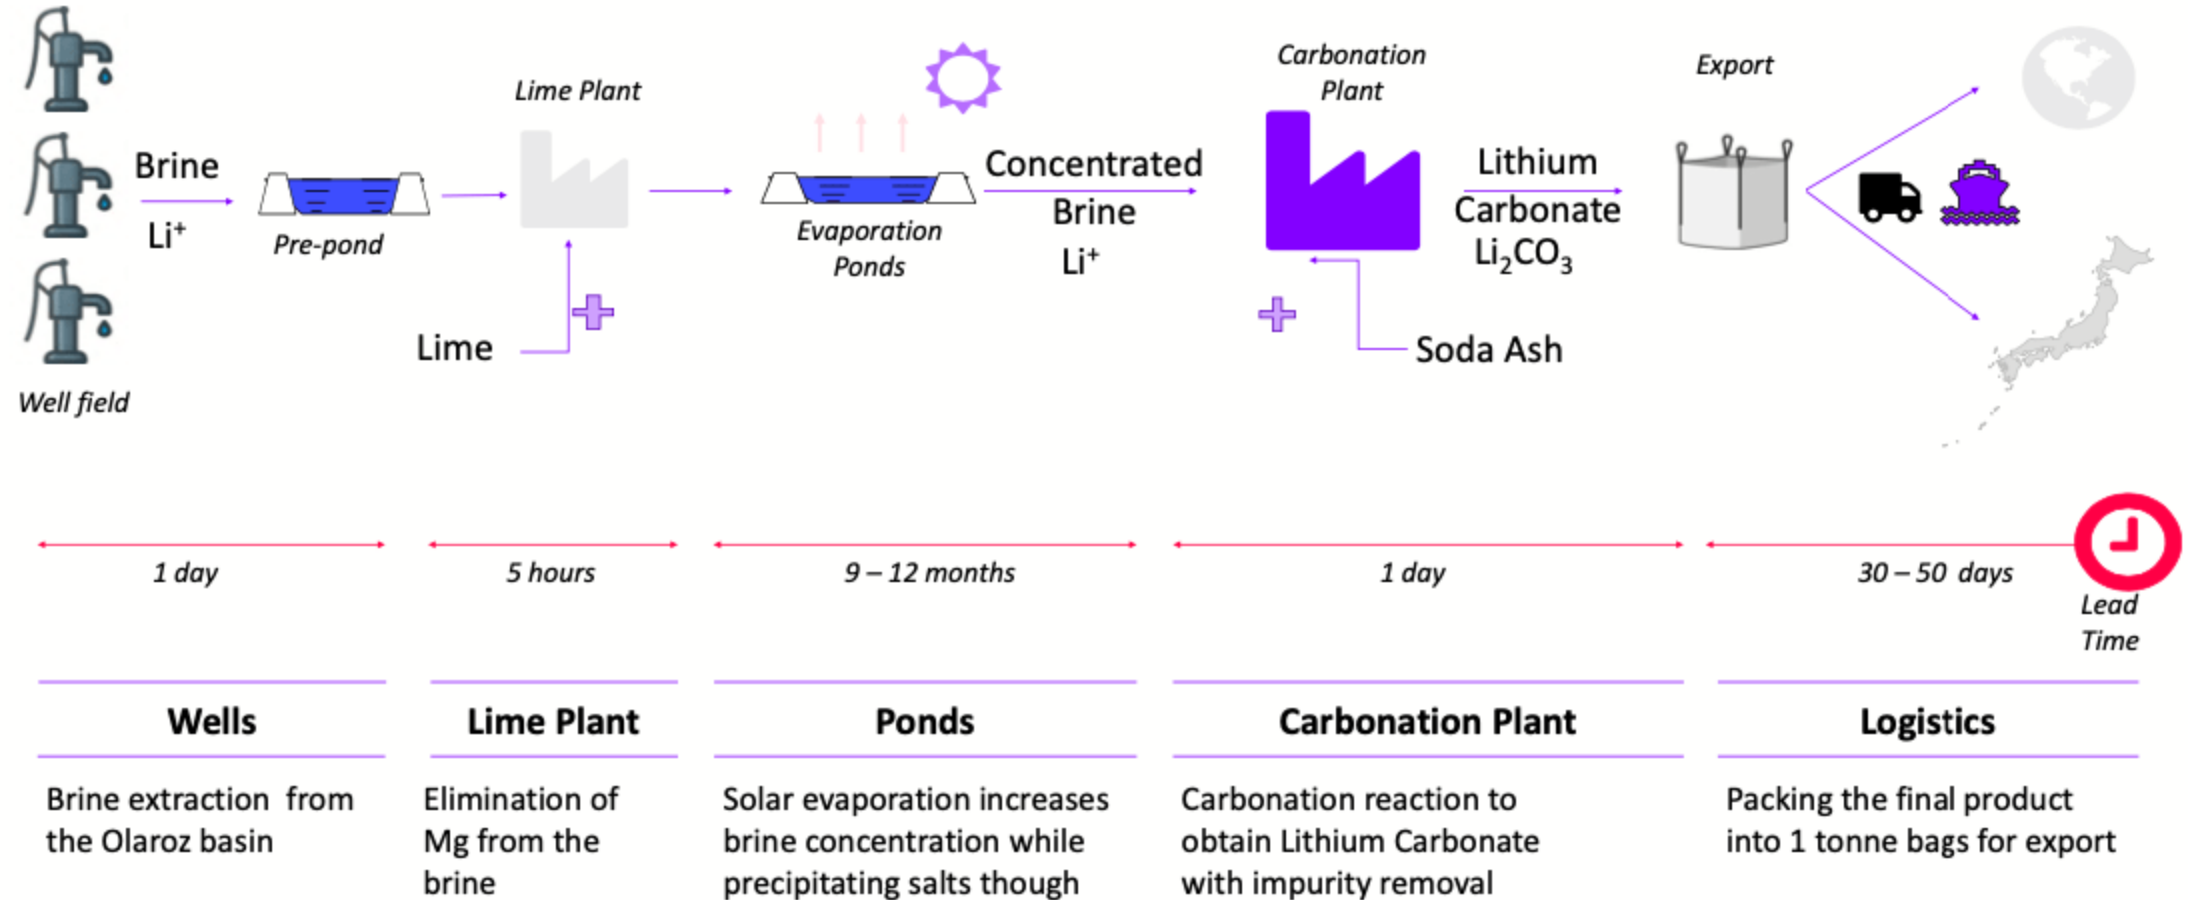 Well field
Brine
Li⁺
Pre-pond
Lime Plant
Lime
Evaporation
Ponds
Concentrated
Brine
Li⁺
Carbonation
Plant
Soda Ash
Lithium
Carbonate
Li₂CO₃
Export
1 day
5 hours
9 – 12 months
1 day
30 – 50 days
Lead
Time
Wells
Brine extraction from
the Olaroz basin
Lime Plant
Elimination of
Mg from the
brine
Ponds
Solar evaporation increases
brine concentration while
precipitating salts though
Carbonation Plant
Carbonation reaction to
obtain Lithium Carbonate
with impurity removal
Logistics
Packing the final product
into 1 tonne bags for export